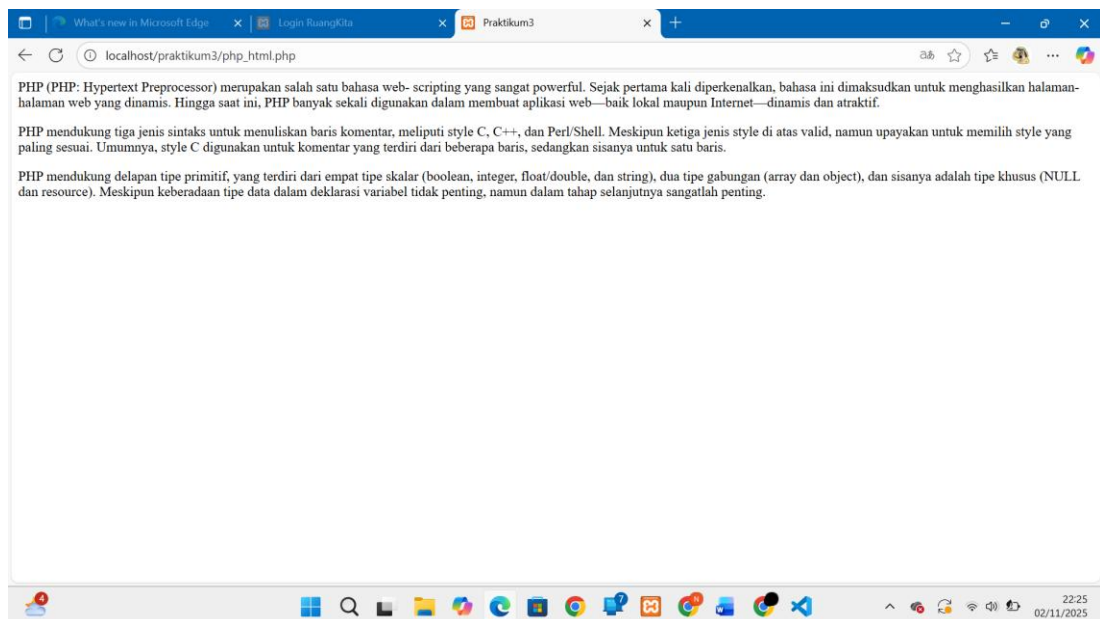 What's new in Microsoft Edge
Login RuangKita
Praktikum3
localhost/praktikum3/php_html.php
PHP (PHP: Hypertext Preprocessor) merupakan salah satu bahasa web- scripting yang sangat powerful. Sejak pertama kali diperkenalkan, bahasa ini dimaksudkan untuk menghasilkan halaman-
halaman web yang dinamis. Hingga saat ini, PHP banyak sekali digunakan dalam membuat aplikasi web—baik lokal maupun Internet—dinamis dan atraktif.
PHP mendukung tiga jenis sintaks untuk menuliskan baris komentar, meliputi style C, C++, dan Perl/Shell. Meskipun ketiga jenis style di atas valid, namun upayakan untuk memilih style yang
paling sesuai. Umumnya, style C digunakan untuk komentar yang terdiri dari beberapa baris, sedangkan sisanya untuk satu baris.
PHP mendukung delapan tipe primitif, yang terdiri dari empat tipe skalar (boolean, integer, float/double, dan string), dua tipe gabungan (array dan object), dan sisanya adalah tipe khusus (NULL
dan resource). Meskipun keberadaan tipe data dalam deklarasi variabel tidak penting, namun dalam tahap selanjutnya sangatlah penting.
4
7
N
22:25
02/11/2025